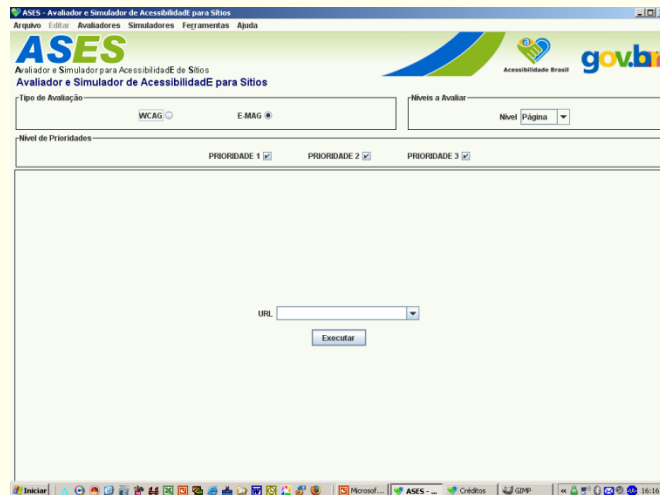 ASES - Avaliador e Simulador de AcessibilidadE para Sítios
Arquivo Editar Avaliadores Simuladores Ferramentas Ajuda
ASES
Avaliador e Simulador para AcessibilidadE de Sítios
Acessibilidade Brasil
gov.br
Avaliador e Simulador de AcessibilidadE para Sítios
Tipo de Avaliação
WCAG E-MAG
Níveis a Avaliar
Nível Página
Nível de Prioridades
PRIORIDADE 1 PRIORIDADE 2 PRIORIDADE 3
URL
Executar
Iniciar Microsof... ASES - ... Créditos GIMP « 16:16